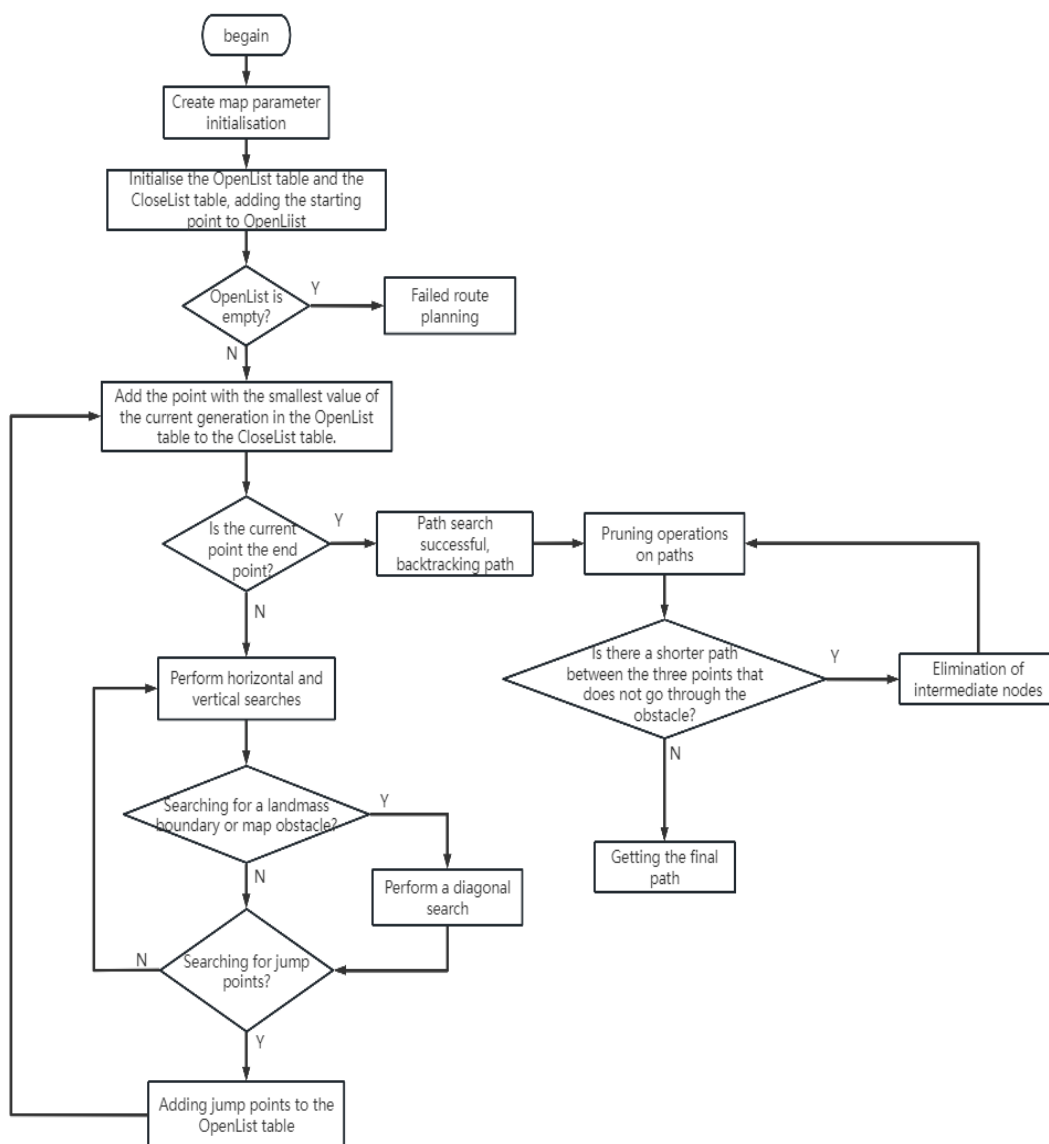 begain
Create map parameter
initialisation
Initialise the OpenList table and the
CloseList table, adding the starting
point to OpenLiist
OpenList is
empty?
Y
Failed route
planning
N
Add the point with the smallest value of
the current generation in the OpenList
table to the CloseList table.
Is the current
point the end
point?
Y
Path search
successful,
backtracking path
Pruning operations
on paths
N
Is there a shorter path
between the three points that
does not go through the
obstacle?
Y
Elimination of
intermediate nodes
N
Getting the final
path
Perform horizontal and
vertical searches
Searching for a landmass
boundary or map obstacle?
Y
Perform a diagonal
search
N
Searching for jump
points?
N
Y
Adding jump points to the
OpenList table